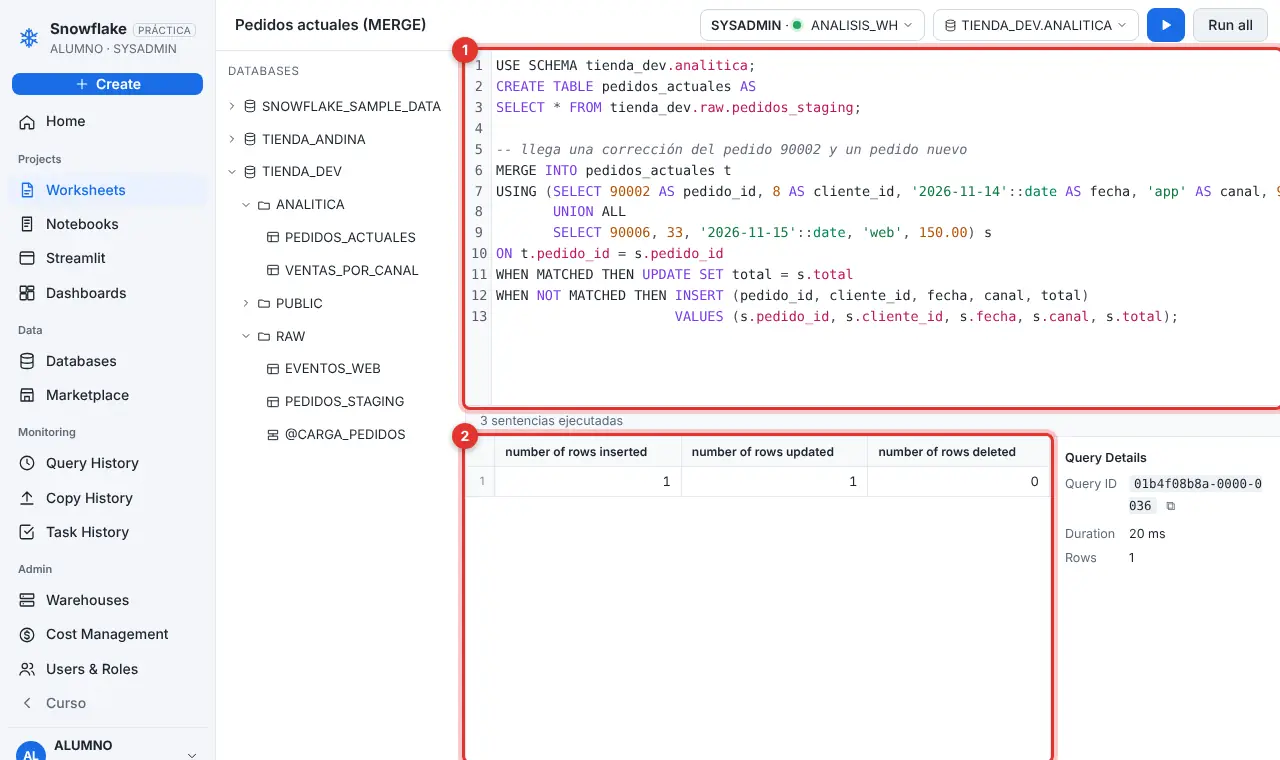 Snowflake PRÁCTICA
ALUMNO · SYSADMIN
+ Create
Home
Projects
Worksheets
Notebooks
Streamlit
Dashboards
Data
Databases
Marketplace
Monitoring
Query History
Copy History
Task History
Admin
Warehouses
Cost Management
Users & Roles
Curso
AL
ALUMNO
Pedidos actuales (MERGE)
SYSADMIN · ANALISIS_WH
TIENDA_DEV.ANALITICA
Run all
DATABASES
SNOWFLAKE_SAMPLE_DATA
TIENDA_ANDINA
TIENDA_DEV
ANALITICA
PEDIDOS_ACTUALES
VENTAS_POR_CANAL
PUBLIC
RAW
EVENTOS_WEB
PEDIDOS_STAGING
@CARGA_PEDIDOS
1
1 USE SCHEMA tienda_dev.analitica;
2 CREATE TABLE pedidos_actuales AS
3 SELECT * FROM tienda_dev.raw.pedidos_staging;
4
5 -- llega una corrección del pedido 90002 y un pedido nuevo
6 MERGE INTO pedidos_actuales t
7 USING (SELECT 90002 AS pedido_id, 8 AS cliente_id, '2026-11-14'::date AS fecha, 'app' AS canal, 9
8 UNION ALL
9 SELECT 90006, 33, '2026-11-15'::date, 'web', 150.00) s
10 ON t.pedido_id = s.pedido_id
11 WHEN MATCHED THEN UPDATE SET total = s.total
12 WHEN NOT MATCHED THEN INSERT (pedido_id, cliente_id, fecha, canal, total)
13 VALUES (s.pedido_id, s.cliente_id, s.fecha, s.canal, s.total);
3 sentencias ejecutadas
2
number of rows inserted number of rows updated number of rows deleted
1 1 1 0
Query Details
Query ID 01b4f08b8a-0000-0
036
Duration 20 ms
Rows 1